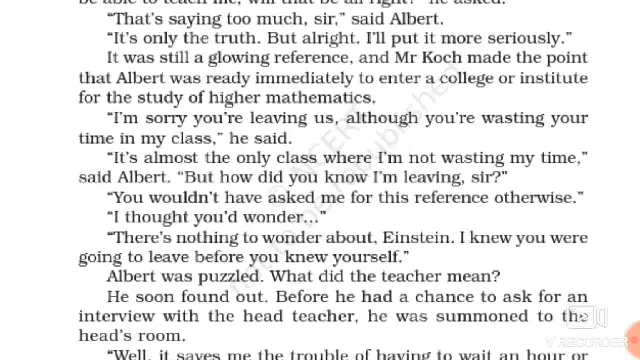 be able to teach me, will that be all right?" he asked.
"That's saying too much, sir," said Albert.
"It's only the truth. But alright. I'll put it more seriously."
It was still a glowing reference, and Mr Koch made the point
that Albert was ready immediately to enter a college or institute
for the study of higher mathematics.
"I'm sorry you're leaving us, although you're wasting your
time in my class," he said.
"It's almost the only class where I'm not wasting my time,"
said Albert. "But how did you know I'm leaving, sir?"
"You wouldn't have asked me for this reference otherwise."
"I thought you'd wonder..."
"There's nothing to wonder about, Einstein. I knew you were
going to leave before you knew yourself."
Albert was puzzled. What did the teacher mean?
He soon found out. Before he had a chance to ask for an
interview with the head teacher, he was summoned to the
head's room.
"Well, it saves me the trouble of having to wait an hour or
© NCERT
not to be republished
RECORDER